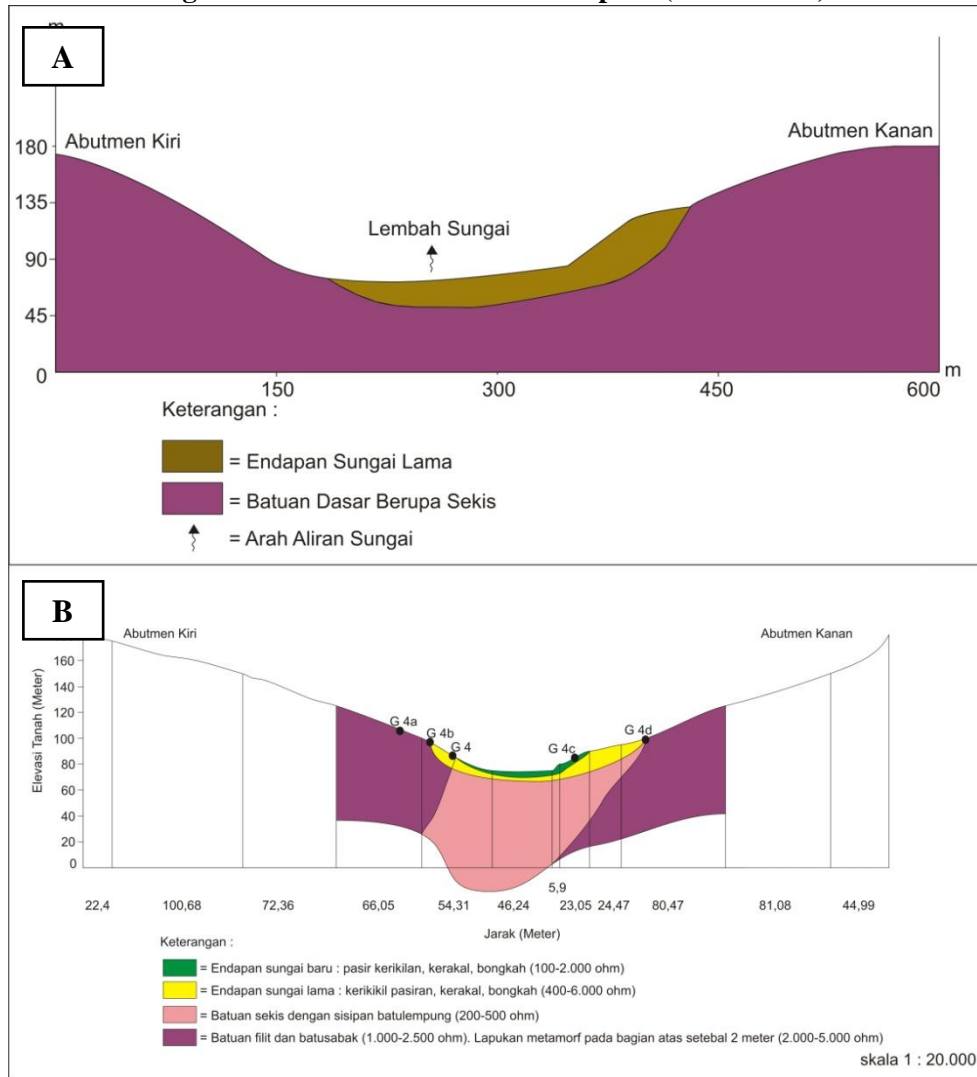 A
Abutmen Kiri
Abutmen Kanan
180
135
90
45
0
Lembah Sungai
150
300
450
600
m
Keterangan :
= Endapan Sungai Lama
= Batuan Dasar Berupa Sekis
= Arah Aliran Sungai
B
Abutmen Kiri
Abutmen Kanan
Elevasi Tanah (Meter)
160
140
120
100
80
60
40
20
0
G 4a
G 4b
G 4
G 4c
G 4d
5,9
22,4 100,68 72,36 66,05 54,31 46,24 23,05 24,47 80,47 81,08 44,99
Jarak (Meter)
Keterangan :
= Endapan sungai baru : pasir kerikilan, kerakal, bongkah (100-2.000 ohm)
= Endapan sungai lama : kerikikil pasiran, kerakal, bongkah (400-6.000 ohm)
= Batuan sekis dengan sisipan batulempung (200-500 ohm)
= Batuan filit dan batusabak (1.000-2.500 ohm). Lapukan metamorf pada bagian atas setebal 2 meter (2.000-5.000 ohm)
skala 1 : 20.000